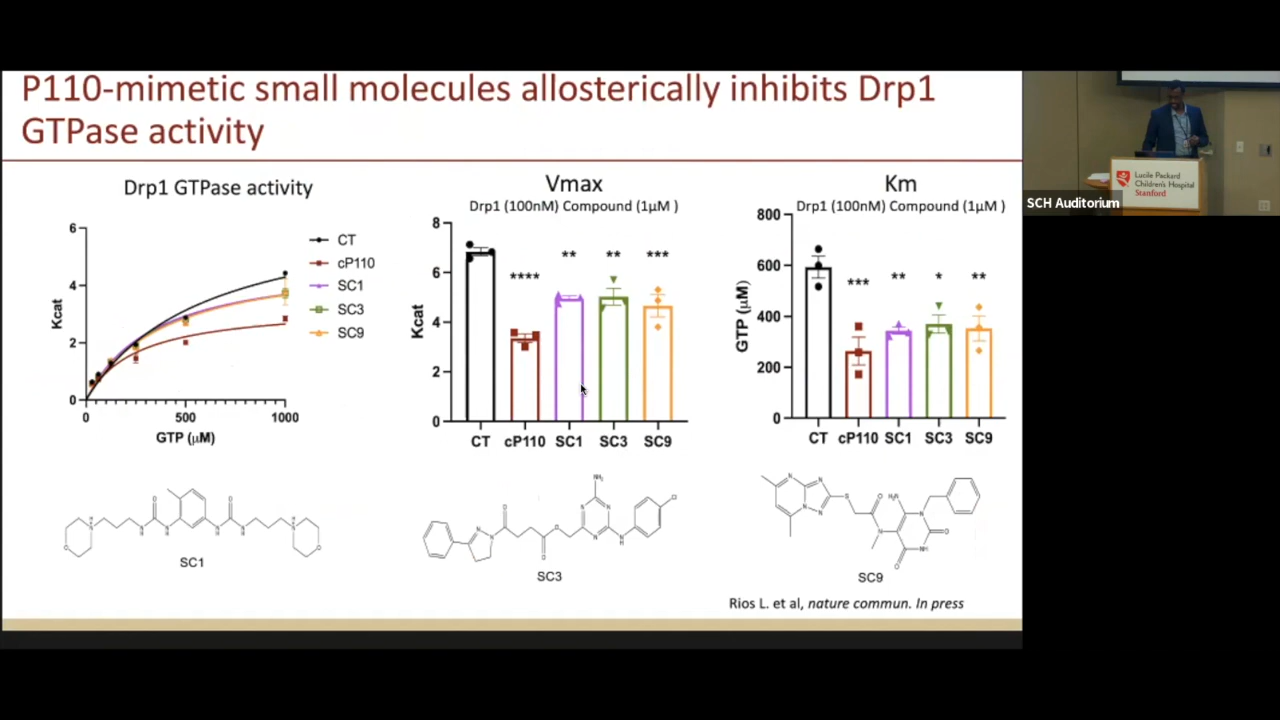 P110-mimetic small molecules allosterically inhibits Drp1
GTPase activity
Drp1 GTPase activity
6
4
2
0
Kcat
0
500
1000
GTP (µM)
CT
cP110
SC1
SC3
SC9
Vmax
Drp1 (100nM) Compound (1µM )
8
6
4
2
0
Kcat
****
**
**
***
CT
cP110
SC1
SC3
SC9
Km
Drp1 (100nM) Compound (1µM )
800
600
400
200
0
GTP (µM)
***
**
*
**
CT
cP110
SC1
SC3
SC9
SC1
SC3
SC9
Rios L. et al, nature commun. In press
Lucile Packard
Children's Hospital
Stanford
SCH Auditorium